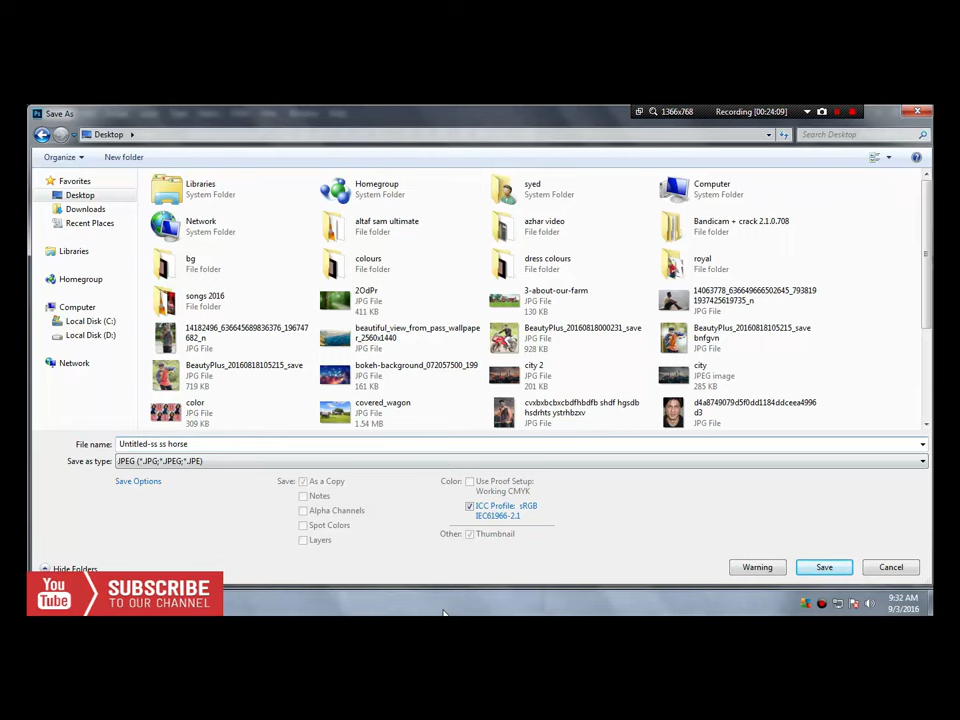 Save As
1366x768
Recording [00:24:09]
Desktop
Search Desktop
Organize
New folder
Favorites
Desktop
Downloads
Recent Places
Libraries
Homegroup
Computer
Local Disk (C:)
Local Disk (D:)
Network
Libraries
System Folder
Homegroup
System Folder
syed
System Folder
Computer
System Folder
Network
System Folder
altaf sam ultimate
File folder
azhar video
File folder
Bandicam + crack 2.1.0.708
File folder
bg
File folder
colours
File folder
dress colours
File folder
royal
File folder
songs 2016
File folder
2OdPr
JPG File
411 KB
3-about-our-farm
JPG File
130 KB
14063778_636649666502645_793819
1937425619735_n
JPG File
14182496_636645689836376_196747
682_n
JPG File
beautiful_view_from_pass_wallpape
r_2560x1440
JPG File
BeautyPlus_20160818000231_save
JPG File
928 KB
BeautyPlus_20160818105215_save
bnfgvn
JPG File
BeautyPlus_20160818105215_save
JPG File
719 KB
bokeh-background_072057500_199
JPG File
161 KB
city 2
JPG File
201 KB
city
JPEG image
285 KB
color
JPG File
309 KB
covered_wagon
JPG File
1.54 MB
JPG File
d4a8749079d5f0dd1184ddceea4996
d3
JPG File
File name:
Untitled-ss ss horse
Save as type:
JPEG (*.JPG;*.JPEG;*.JPE)
Save Options
Save:
As a Copy
Notes
Alpha Channels
Spot Colors
Layers
Color:
Use Proof Setup:
Working CMYK
ICC Profile: sRGB
IEC61966-2.1
Other:
Thumbnail
Hide Folders
Warning
Save
Cancel
You
Tube
SUBSCRIBE
TO OUR CHANNEL
9:32 AM
9/3/2016